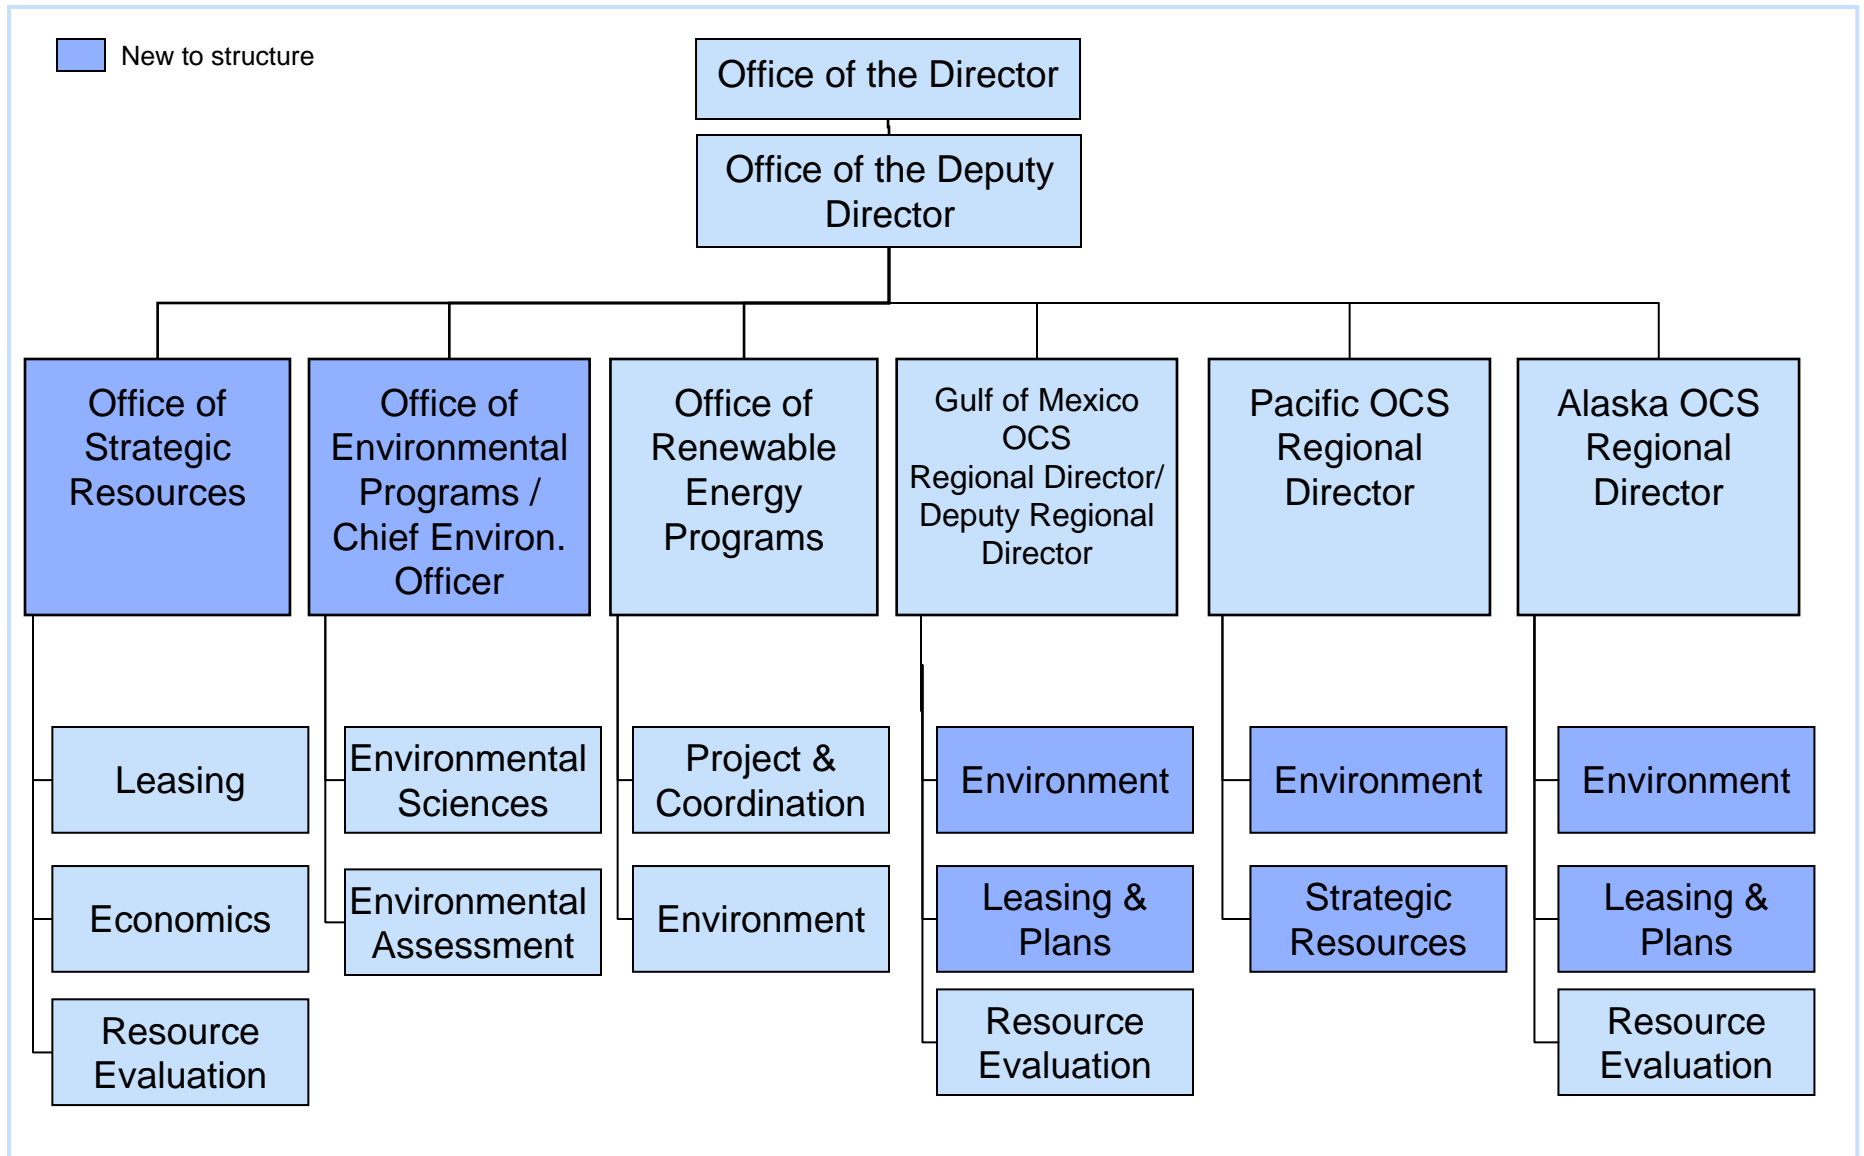 New to structure
Office of the Director
Office of the Deputy
Director
Office of
Strategic
Resources
Office of
Environmental
Programs /
Chief Environ.
Officer
Office of
Renewable
Energy
Programs
Gulf of Mexico
OCS
Regional Director/
Deputy Regional
Director
Pacific OCS
Regional
Director
Alaska OCS
Regional
Director
Leasing
Environmental
Sciences
Project &
Coordination
Environment
Environment
Environment
Economics
Environmental
Assessment
Environment
Leasing &
Plans
Strategic
Resources
Leasing &
Plans
Resource
Evaluation
Resource
Evaluation
Resource
Evaluation